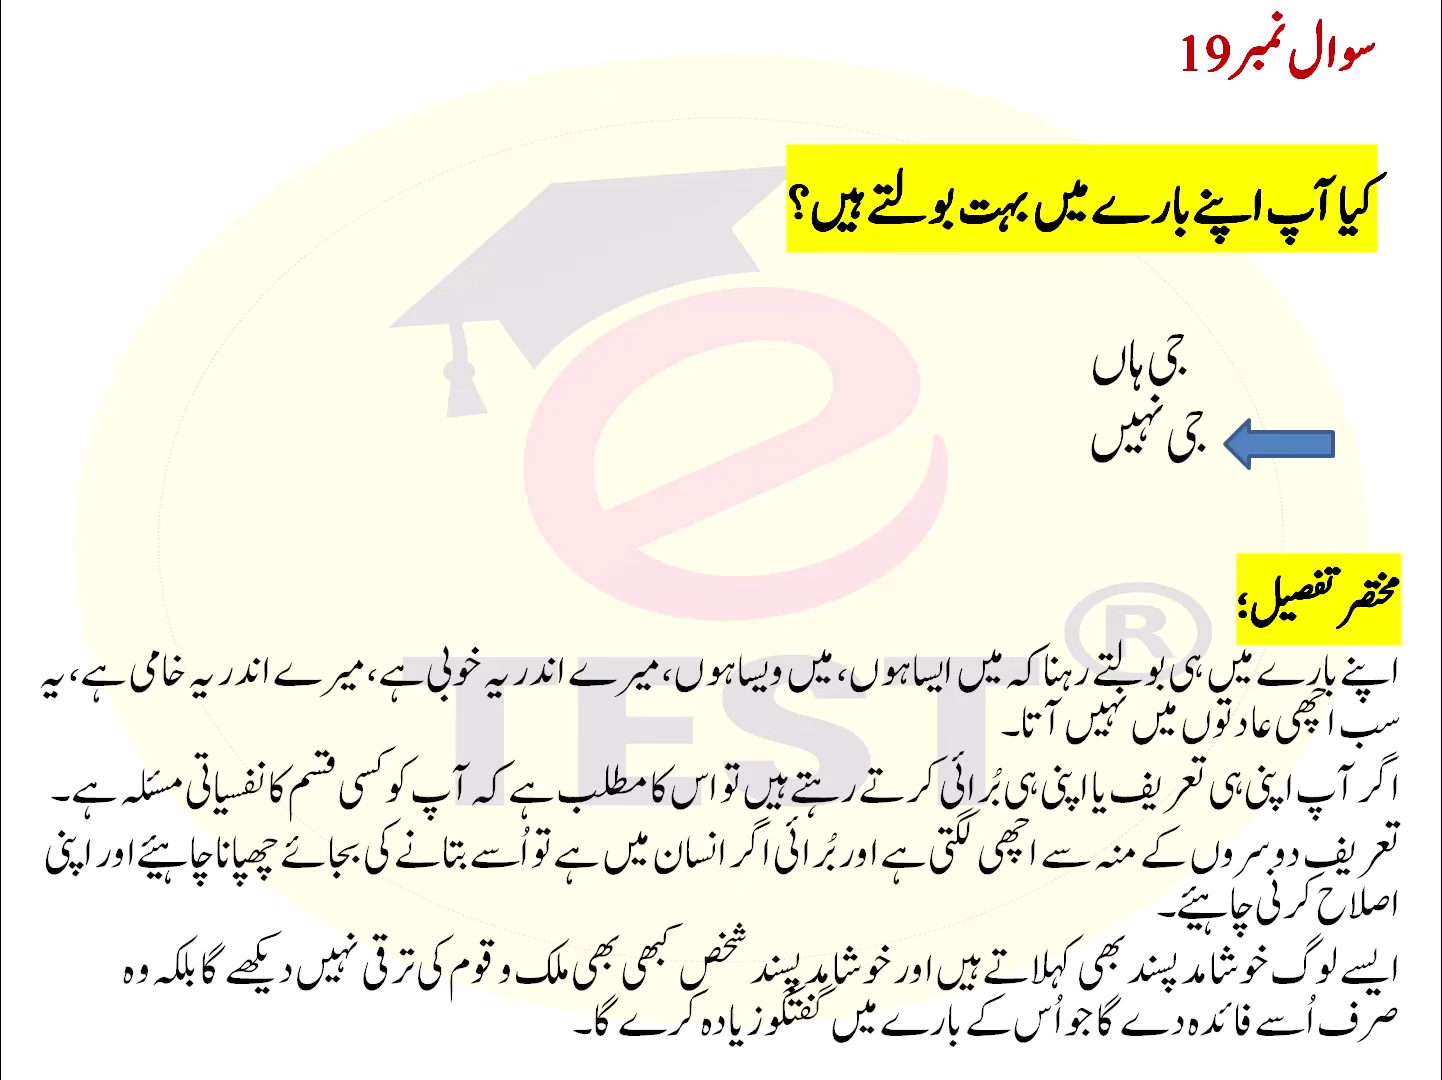 سوال نمبر19
کیا آپ اپنے بارے میں بہت بولتے ہیں؟
جی ہاں
جی نہیں
مختصر تفصیل؛
اپنے بارے میں ہی بولتے رہنا کہ میں ایسا ہوں، میں ویسا ہوں، میرے اندر یہ خوبی ہے، میرے اندر یہ خامی ہے، یہ
سب اچھی عادتوں میں نہیں آتا۔
اگر آپ اپنی ہی تعریف یا اپنی ہی بُرائی کرتے رہتے ہیں تو اس کا مطلب ہے کہ آپ کو کسی قسم کا نفسیاتی مسئلہ ہے۔
تعریف دوسروں کے منہ سے اچھی لگتی ہے اور بُرائی اگر انسان میں ہے تو اُسے بتانے کی بجائے چھپانا چاہیئے اور اپنی
اصلاح کرنی چاہیئے۔
ایسے لوگ خوشامد پسند بھی کہلاتے ہیں اور خوشامد پسند شخص کبھی بھی ملک و قوم کی ترقی نہیں دیکھے گا بلکہ وہ
صرف اُسے فائدہ دے گا جو اُس کے بارے میں گفتگو زیادہ کرے گا۔
e
TEST®